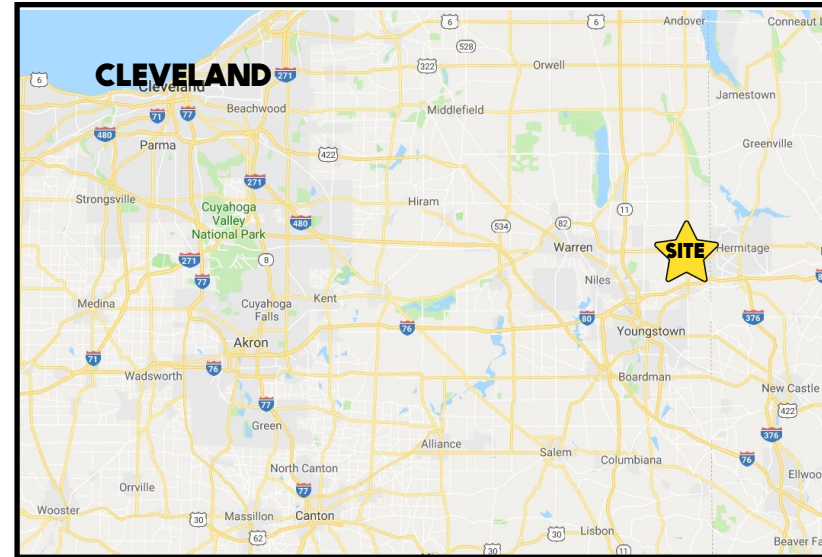 6
6
Andover
Conneaut L
528
CLEVELAND
271
322
Orwell
6
Cleveland
Jamestown
71
77
Beachwood
Middlefield
480
Parma
422
Greenville
271
Strongsville
Cuyahoga
Valley
National Park
Hiram
11
480
534
82
Warren
SITE
Hermitage
271
8
77
Niles
8
Medina
Cuyahoga
Falls
Kent
80
376
76
Youngstown
Akron
71
76
Wadsworth
Boardman
New Castle
77
422
Green
376
Alliance
Salem
Columbiana
76
North Canton
Ellwoo
Orrville
77
Wooster
30
Massillon
Canton
30
Lisbon
62
30
11
Beaver Fa